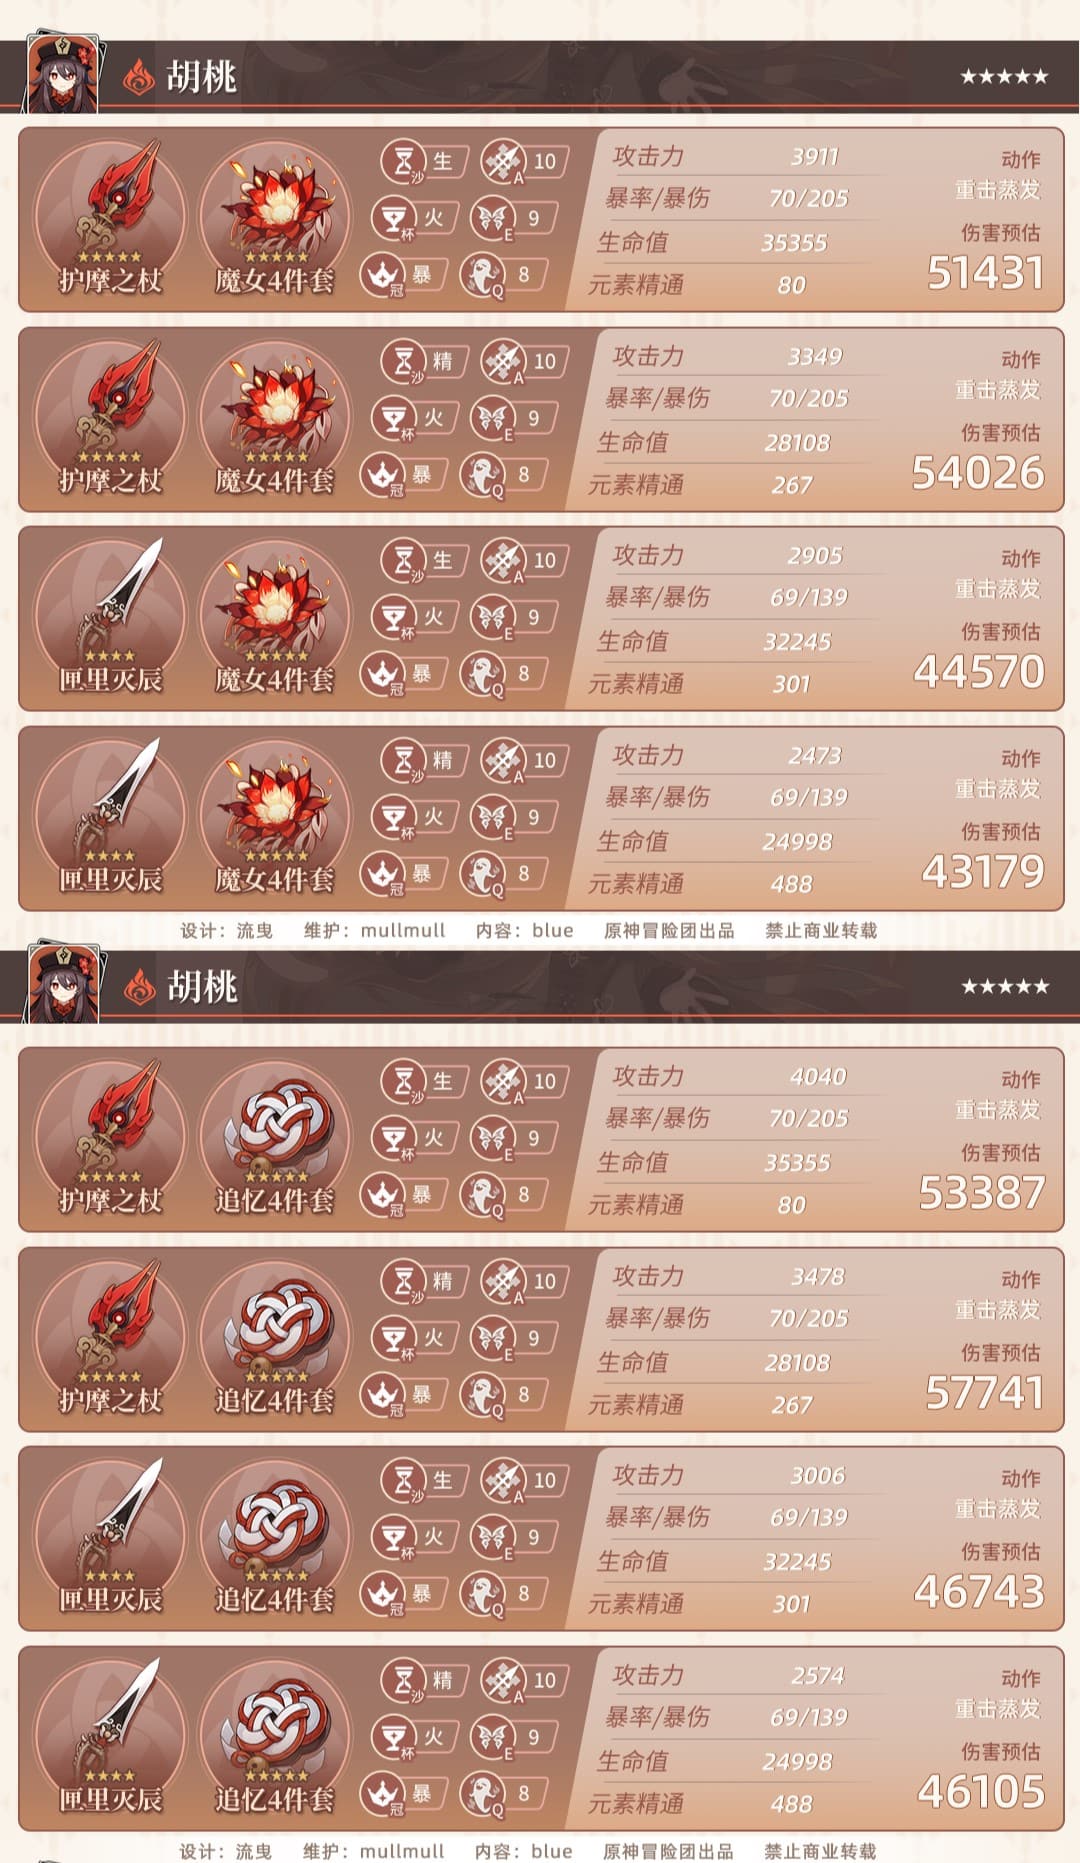 胡桃
★★★★★
护摩之杖
魔女4件套
沙 生
A 10
杯 火
E 9
冠 暴
Q 8
攻击力 3911
暴率/暴伤 70/205
生命值 35355
元素精通 80
动作
重击蒸发
伤害预估
51431
护摩之杖
魔女4件套
沙 精
A 10
杯 火
E 9
冠 暴
Q 8
攻击力 3349
暴率/暴伤 70/205
生命值 28108
元素精通 267
动作
重击蒸发
伤害预估
54026
匣里灭辰
魔女4件套
沙 生
A 10
杯 火
E 9
冠 暴
Q 8
攻击力 2905
暴率/暴伤 69/139
生命值 32245
元素精通 301
动作
重击蒸发
伤害预估
44570
匣里灭辰
魔女4件套
沙 精
A 10
杯 火
E 9
冠 暴
Q 8
攻击力 2473
暴率/暴伤 69/139
生命值 24998
元素精通 488
动作
重击蒸发
伤害预估
43179
设计：流曳 维护：mullmull 内容：blue 原神冒险团出品 禁止商业转载
胡桃
★★★★★
护摩之杖
追忆4件套
沙 生
A 10
杯 火
E 9
冠 暴
Q 8
攻击力 4040
暴率/暴伤 70/205
生命值 35355
元素精通 80
动作
重击蒸发
伤害预估
53387
护摩之杖
追忆4件套
沙 精
A 10
杯 火
E 9
冠 暴
Q 8
攻击力 3478
暴率/暴伤 70/205
生命值 28108
元素精通 267
动作
重击蒸发
伤害预估
57741
匣里灭辰
追忆4件套
沙 生
A 10
杯 火
E 9
冠 暴
Q 8
攻击力 3006
暴率/暴伤 69/139
生命值 32245
元素精通 301
动作
重击蒸发
伤害预估
46743
匣里灭辰
追忆4件套
沙 精
A 10
杯 火
E 9
冠 暴
Q 8
攻击力 2574
暴率/暴伤 69/139
生命值 24998
元素精通 488
动作
重击蒸发
伤害预估
46105
设计：流曳 维护：mullmull 内容：blue 原神冒险团出品 禁止商业转载